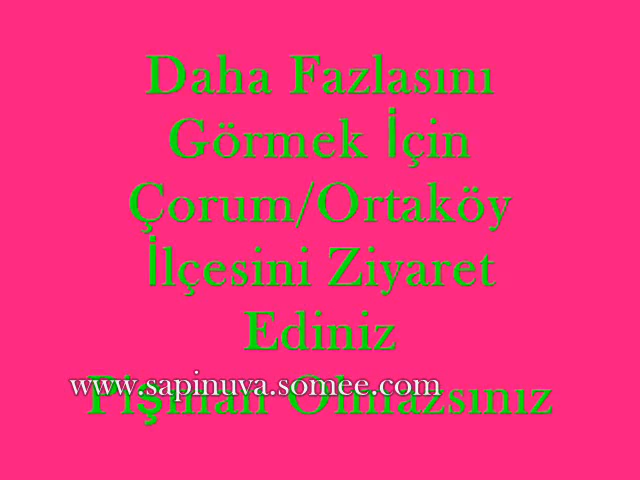 Daha Fazlasını
Görmek İçin
Çorum/Ortaköy
İlçesini Ziyaret
Ediniz
www.sapinuva.somee.com
Pişman Olmazsınız